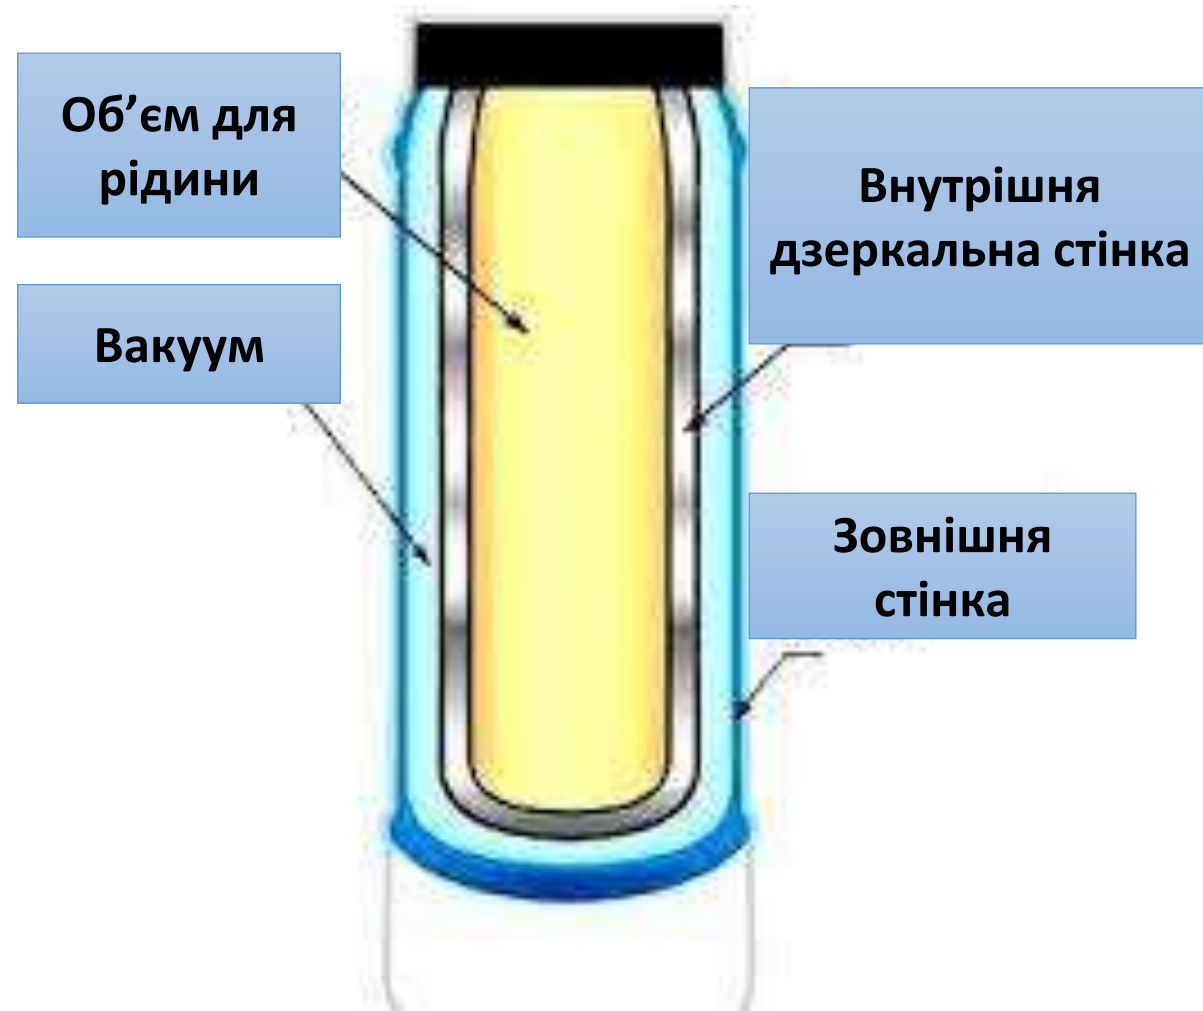 Об’єм для
рідини
Вакуум
Внутрішня
дзеркальна стінка
Зовнішня
стінка